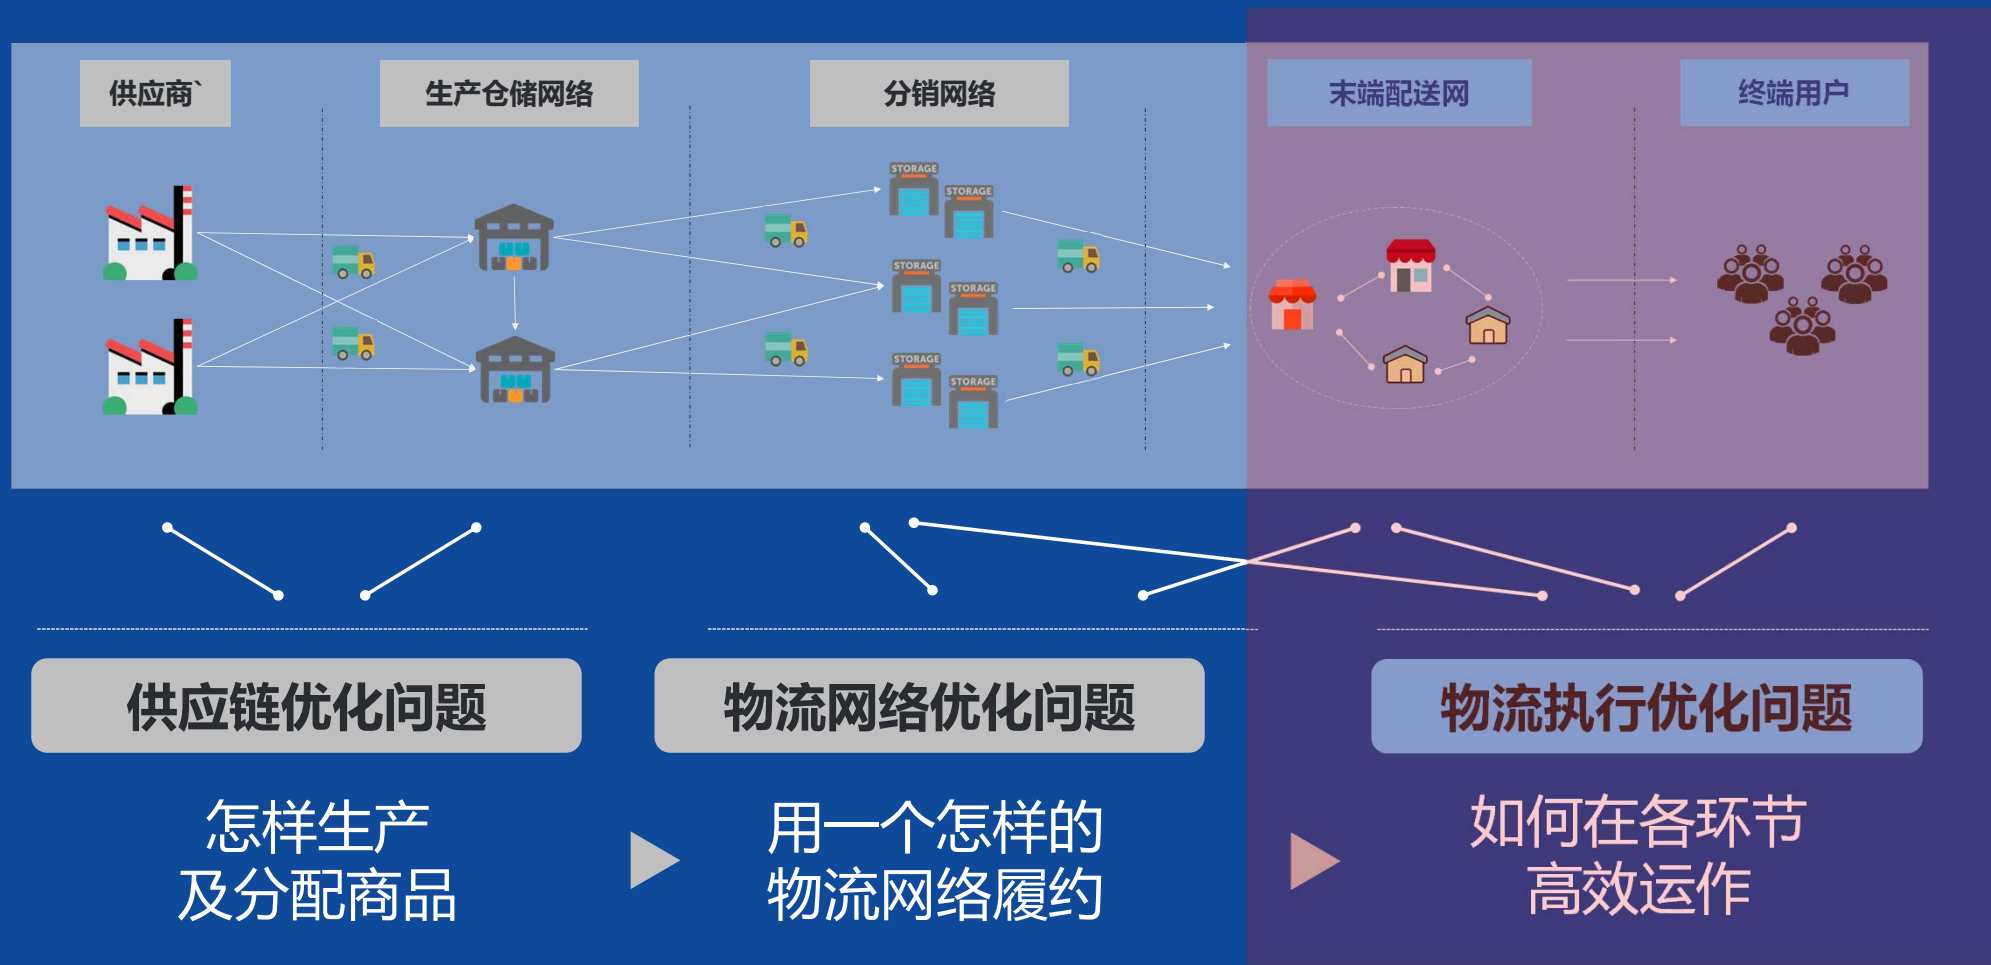 供应商`
生产仓储网络
分销网络
末端配送网
终端用户
STORAGE
STORAGE
STORAGE
STORAGE
STORAGE
STORAGE
供应链优化问题
物流网络优化问题
物流执行优化问题
怎样生产
及分配商品
用一个怎样的
物流网络履约
如何在各环节
高效运作